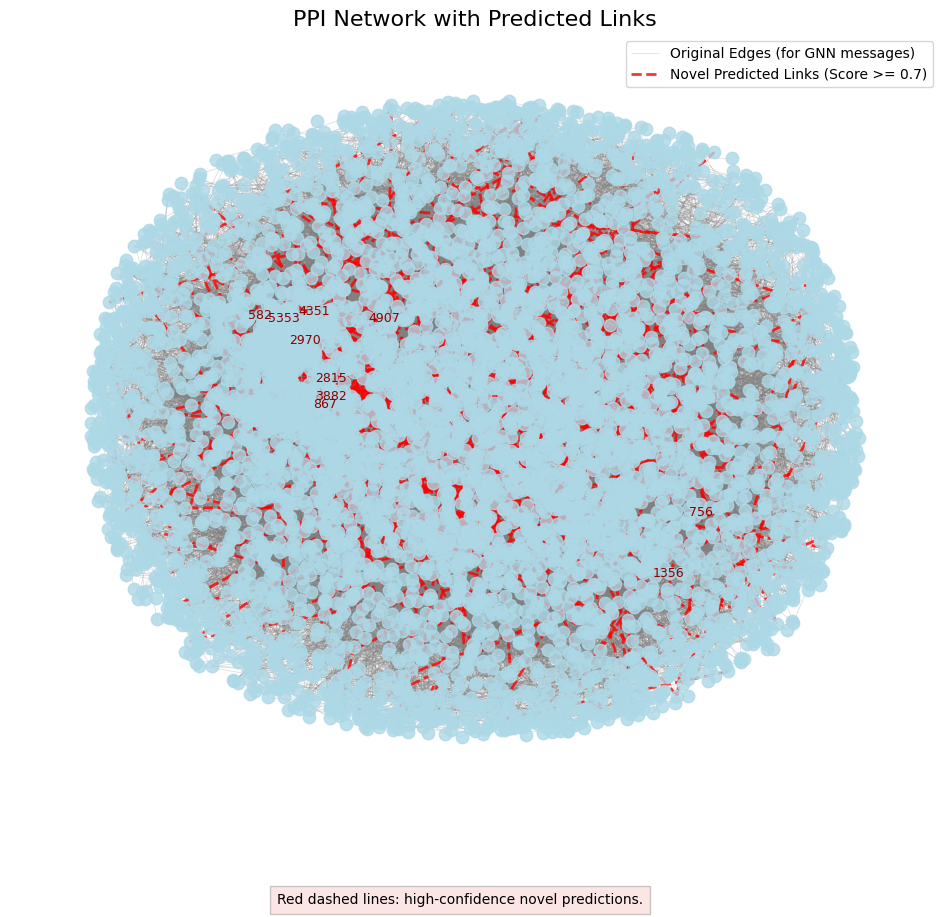 PPI Network with Predicted Links
Original Edges (for GNN messages)
Novel Predicted Links (Score >= 0.7)
582
5353
4351
4907
2970
2815
3882
867
756
1356
Red dashed lines: high-confidence novel predictions.